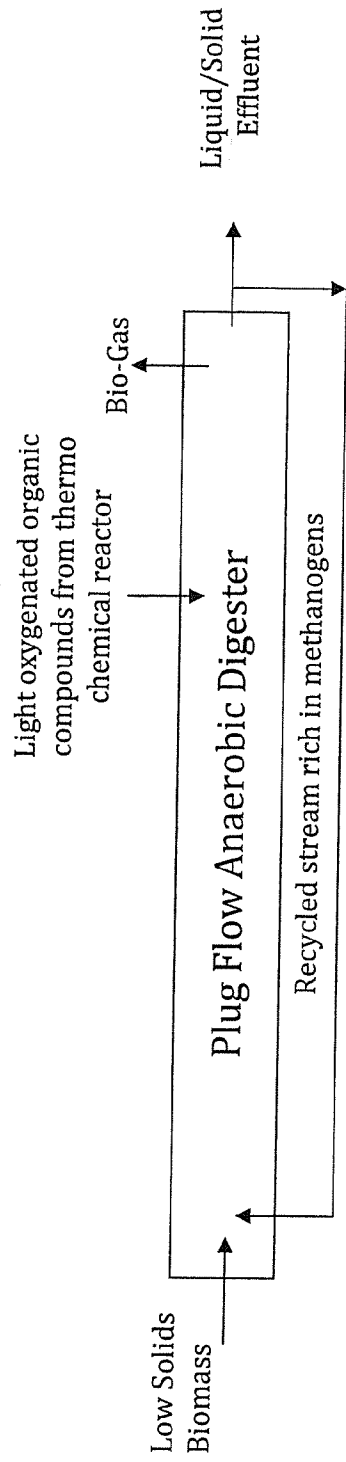 Light oxygenated organic
compounds from thermo
chemical reactor
Bio-Gas
Liquid/Solid
Effluent
Plug Flow Anaerobic Digester
Low Solids
Biomass
Recycled stream rich in methanogens